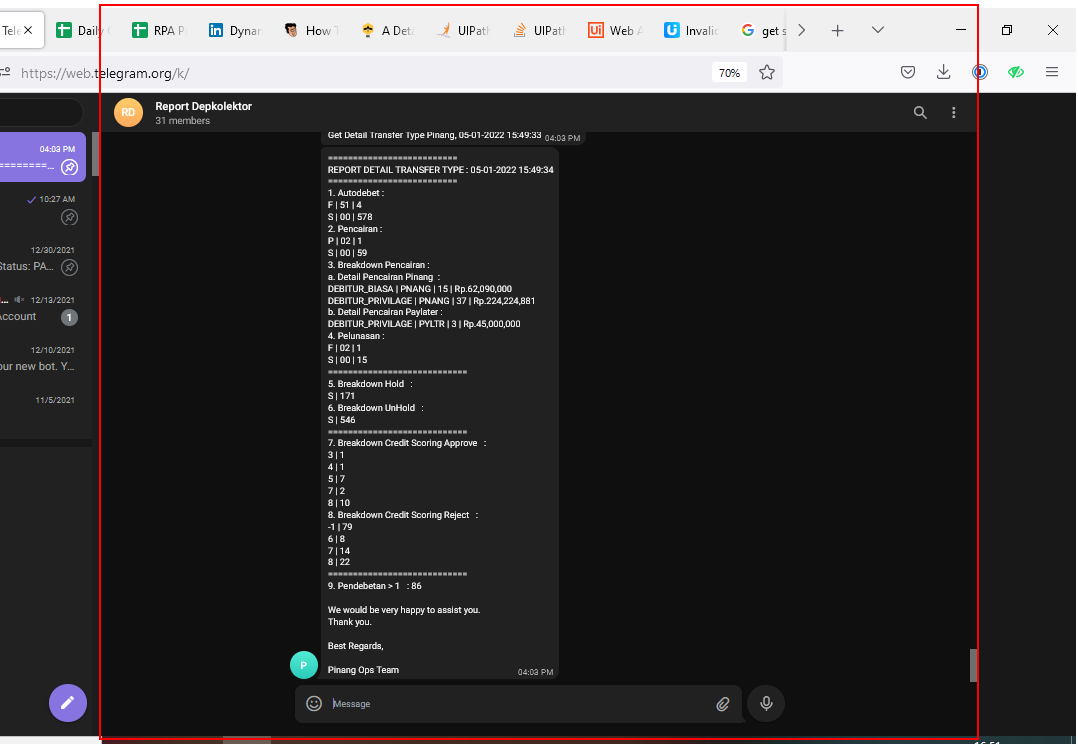 Tele
Daily
RPA P
Dynan
How T
A Deta
UIPath
UIPath
Web A
Invalid
get s
https://web.telegram.org/k/
70%
RD
Report Depkolektor
31 members
04:03 PM
=========...
10:27 AM
12/30/2021
Status: PA...
... 12/13/2021
Account
1
12/10/2021
our new bot. Y...
11/5/2021
Get Detail Transfer Type Pinang, 05-01-2022 15:49:33 04:03 PM
==========================
REPORT DETAIL TRANSFER TYPE : 05-01-2022 15:49:34
==========================
1. Autodebet :
F | 51 | 4
S | 00 | 578
2. Pencairan :
P | 02 | 1
S | 00 | 59
3. Breakdown Pencairan :
a. Detail Pencairan Pinang :
DEBITUR_BIASA | PNANG | 15 | Rp.62,090,000
DEBITUR_PRIVILAGE | PNANG | 37 | Rp.224,224,881
b. Detail Pencairan Paylater :
DEBITUR_PRIVILAGE | PYLTR | 3 | Rp.45,000,000
4. Pelunasan :
F | 02 | 1
S | 00 | 15
============================
5. Breakdown Hold :
S | 171
6. Breakdown UnHold :
S | 546
============================
7. Breakdown Credit Scoring Approve :
3 | 1
4 | 1
5 | 7
7 | 2
8 | 10
8. Breakdown Credit Scoring Reject :
-1 | 79
6 | 8
7 | 14
8 | 22
============================
9. Pendebetan > 1 : 86
We would be very happy to assist you.
Thank you.
Best Regards,
Pinang Ops Team
04:03 PM
P
Message